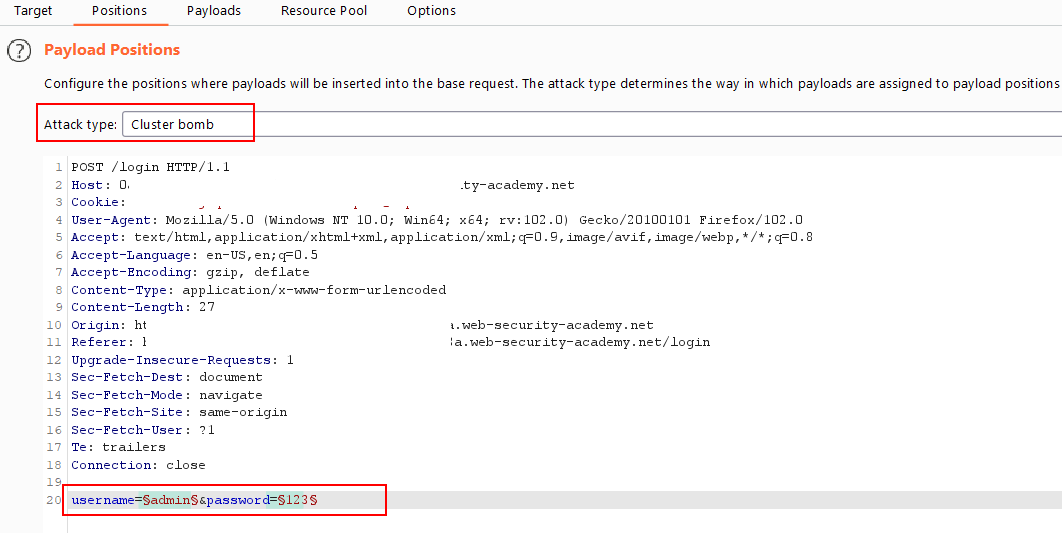 Target Positions Payloads Resource Pool Options
? Payload Positions
Configure the positions where payloads will be inserted into the base request. The attack type determines the way in which payloads are assigned to payload positions
Attack type: Cluster bomb
1 POST /login HTTP/1.1
2 Host: 0 ty-academy.net
3 Cookie:
4 User-Agent: Mozilla/5.0 (Windows NT 10.0; Win64; x64; rv:102.0) Gecko/20100101 Firefox/102.0
5 Accept: text/html,application/xhtml+xml,application/xml;q=0.9,image/avif,image/webp,*/*;q=0.8
6 Accept-Language: en-US,en;q=0.5
7 Accept-Encoding: gzip, deflate
8 Content-Type: application/x-www-form-urlencoded
9 Content-Length: 27
10 Origin: ht a.web-security-academy.net
11 Referer: h a.web-security-academy.net/login
12 Upgrade-Insecure-Requests: 1
13 Sec-Fetch-Dest: document
14 Sec-Fetch-Mode: navigate
15 Sec-Fetch-Site: same-origin
16 Sec-Fetch-User: ?1
17 Te: trailers
18 Connection: close
19
20 username=§admin§&password=§123§